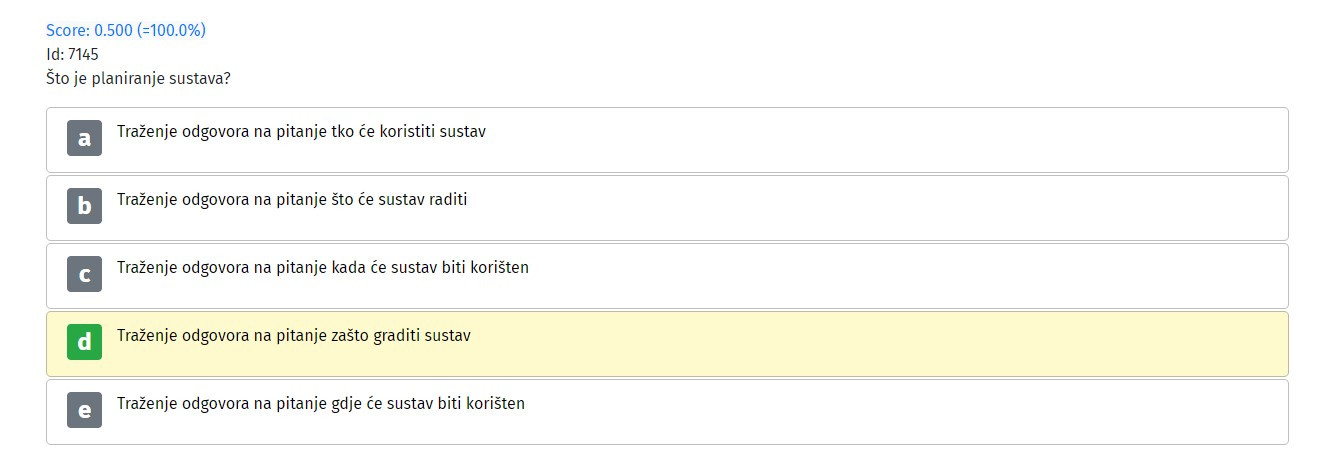 Score: 0.500 (=100.0%)
Id: 7145
Što je planiranje sustava?
a Traženje odgovora na pitanje tko će koristiti sustav
b Traženje odgovora na pitanje što će sustav raditi
c Traženje odgovora na pitanje kada će sustav biti korišten
d Traženje odgovora na pitanje zašto graditi sustav
e Traženje odgovora na pitanje gdje će sustav biti korišten